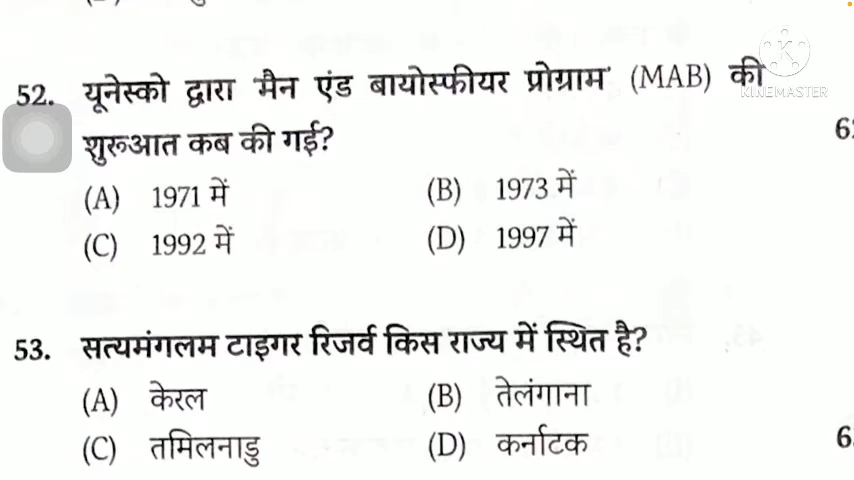 52. यूनेस्को द्वारा 'मैन एंड बायोस्फीयर प्रोग्राम' (MAB) की
शुरूआत कब की गई?
(A) 1971 में (B) 1973 में
(C) 1992 में (D) 1997 में
53. सत्यमंगलम टाइगर रिजर्व किस राज्य में स्थित है?
(A) केरल (B) तेलंगाना
(C) तमिलनाडु (D) कर्नाटक
KINEMASTER